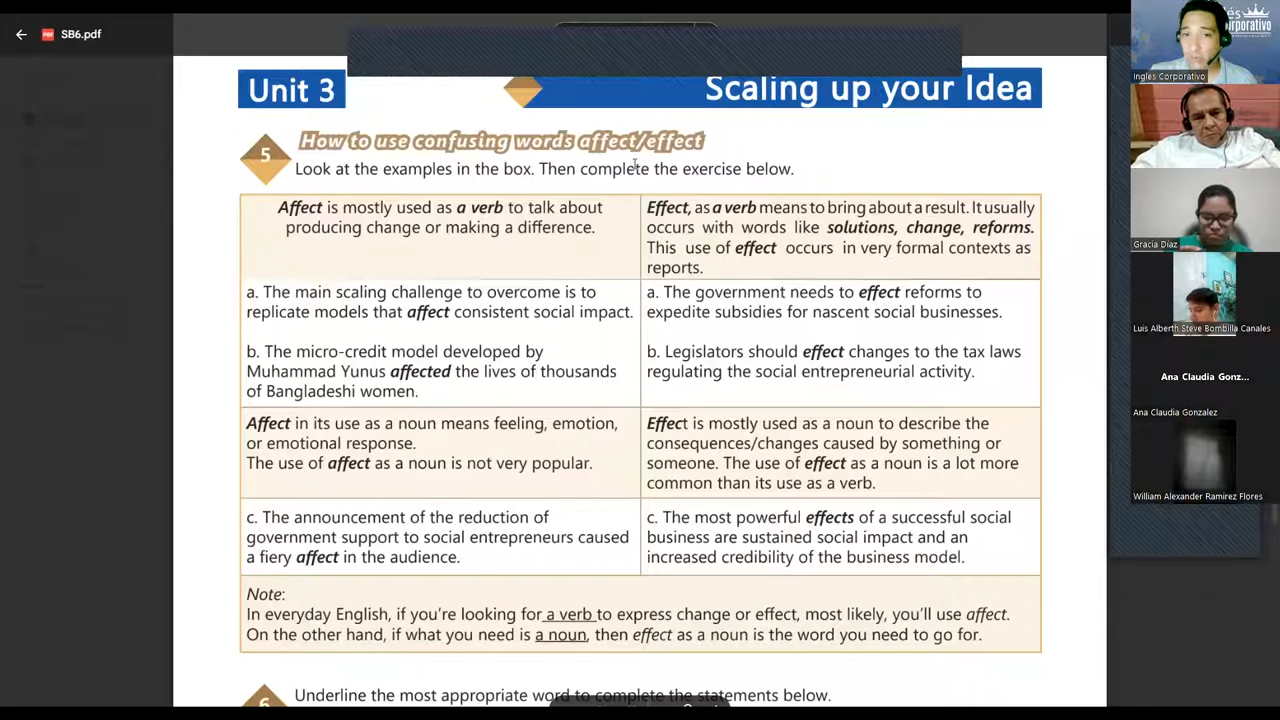 SB6.pdf
Unit 3
Scaling up your Idea
5
How to use confusing words affect/effect
Look at the examples in the box. Then complete the exercise below.
Affect is mostly used as a verb to talk about
producing change or making a difference.
Effect, as a verb means to bring about a result. It usually
occurs with words like solutions, change, reforms.
This use of effect occurs in very formal contexts as
reports.
a. The main scaling challenge to overcome is to
replicate models that affect consistent social impact.
b. The micro-credit model developed by
Muhammad Yunus affected the lives of thousands
of Bangladeshi women.
a. The government needs to effect reforms to
expedite subsidies for nascent social businesses.
b. Legislators should effect changes to the tax laws
regulating the social entrepreneurial activity.
Affect in its use as a noun means feeling, emotion,
or emotional response.
The use of affect as a noun is not very popular.
Effect is mostly used as a noun to describe the
consequences/changes caused by something or
someone. The use of effect as a noun is a lot more
common than its use as a verb.
c. The announcement of the reduction of
government support to social entrepreneurs caused
a fiery affect in the audience.
c. The most powerful effects of a successful social
business are sustained social impact and an
increased credibility of the business model.
Note:
In everyday English, if you're looking for a verb to express change or effect, most likely, you'll use affect.
On the other hand, if what you need is a noun, then effect as a noun is the word you need to go for.
6
Underline the most appropriate word to complete the statements below.
Corporativo
Ingles Corporativo
Gracia Díaz
Luis Alberth Steve Bombilla Canales
Ana Claudia Gonz...
Ana Claudia Gonzalez
William Alexander Ramirez Flores